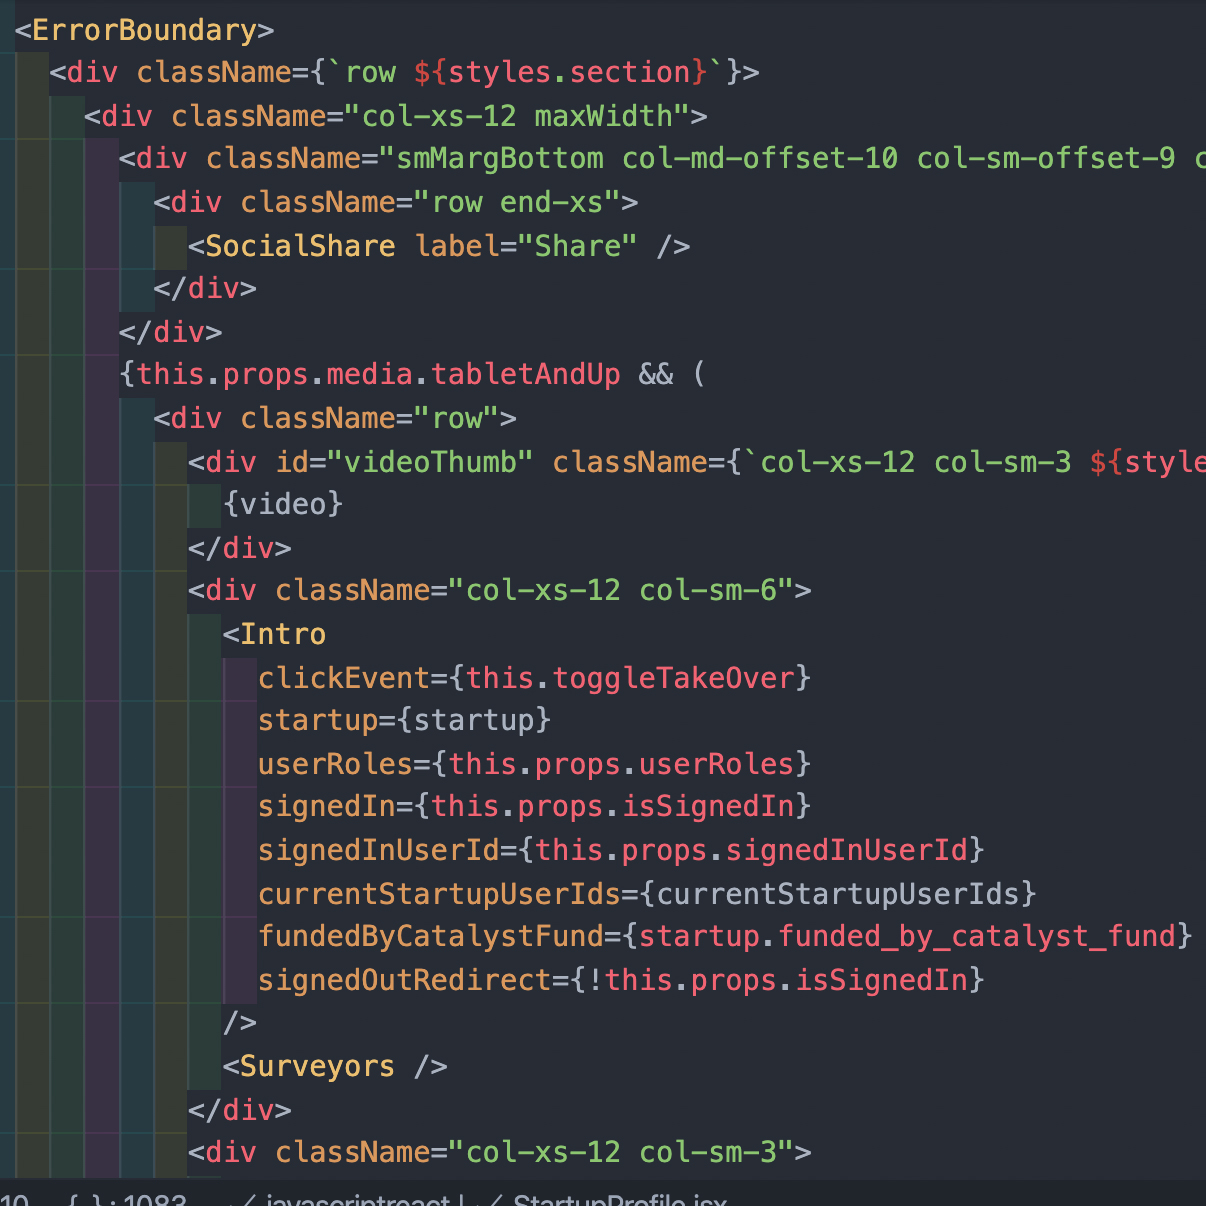 <ErrorBoundary>
<div className={`row ${styles.section}`}>
<div className="col-xs-12 maxWidth">
<div className="smMargBottom col-md-offset-10 col-sm-offset-9
<div className="row end-xs">
<SocialShare label="Share" />
</div>
</div>
{this.props.media.tabletAndUp && (
<div className="row">
<div id="videoThumb" className={`col-xs-12 col-sm-3 ${style
{video}
</div>
<div className="col-xs-12 col-sm-6">
<Intro
clickEvent={this.toggleTakeOver}
startup={startup}
userRoles={this.props.userRoles}
signedIn={this.props.isSignedIn}
signedInUserId={this.props.signedInUserId}
currentStartupUserIds={currentStartupUserIds}
fundedByCatalystFund={startup.funded_by_catalyst_fund}
signedOutRedirect={!this.props.isSignedIn}
/>
<Surveyors />
</div>
<div className="col-xs-12 col-sm-3">
10 { }: 1083 ✓ javascriptreact | ✓ StartupProfile.jsx